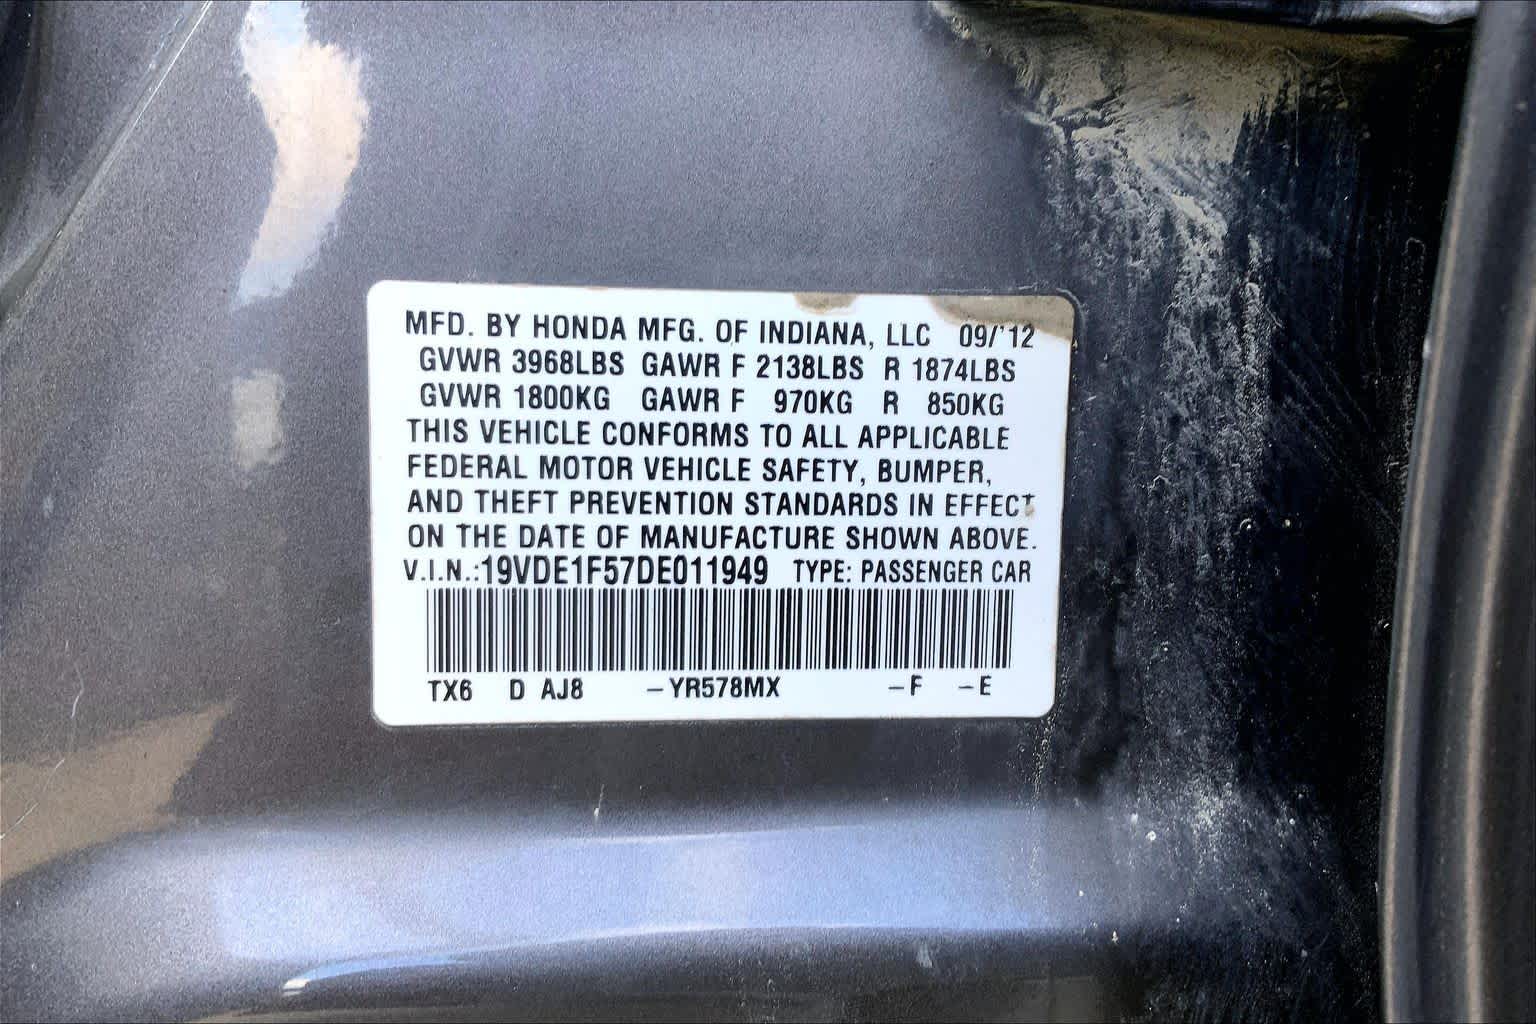 MFD. BY HONDA MFG. OF INDIANA, LLC 09/'12
GVWR 3968LBS GAWR F 2138LBS R 1874LBS
GVWR 1800KG GAWR F 970KG R 850KG
THIS VEHICLE CONFORMS TO ALL APPLICABLE
FEDERAL MOTOR VEHICLE SAFETY, BUMPER,
AND THEFT PREVENTION STANDARDS IN EFFECT
ON THE DATE OF MANUFACTURE SHOWN ABOVE.
V.I.N.:19VDE1F57DE011949 TYPE: PASSENGER CAR
TX6 D AJ8 -YR578MX -F -E